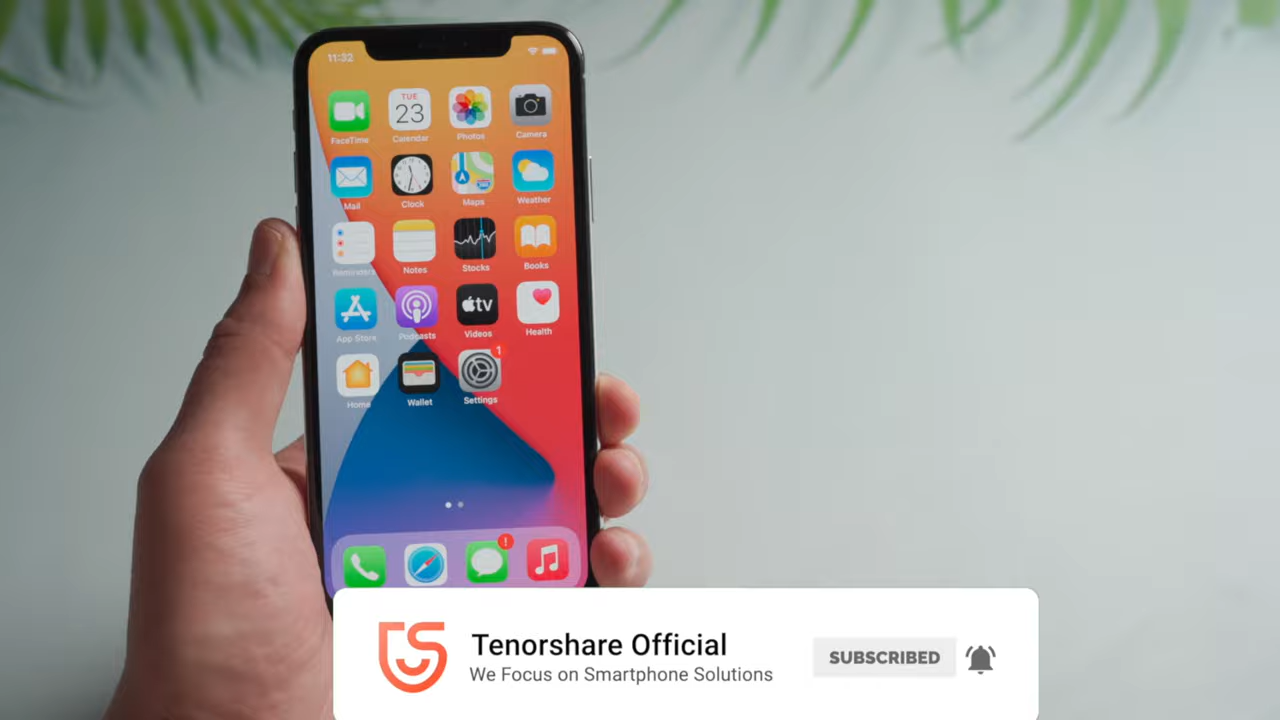 11:32
TUE
23
FaceTime
Calendar
Photos
Camera
Mail
Clock
Maps
Weather
Reminders
Notes
Stocks
Books
tv
App Store
Podcasts
Videos
Health
1
Home
Wallet
Settings
!
Tenorshare Official
We Focus on Smartphone Solutions
SUBSCRIBED